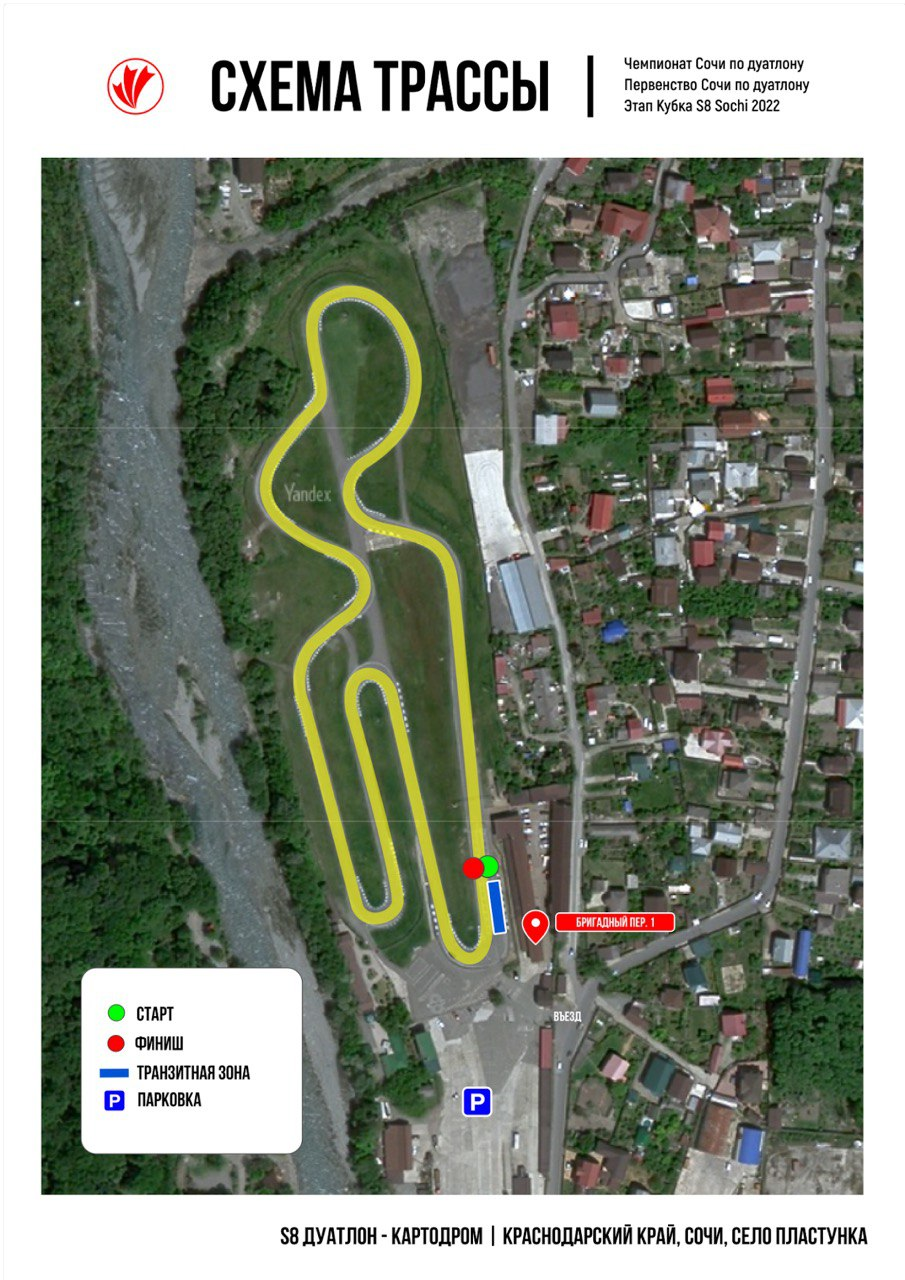 СХЕМА ТРАССЫ
Чемпионат Сочи по дуатлону
Первенство Сочи по дуатлону
Этап Кубка S8 Sochi 2022
Yandex
БРИГАДНЫЙ ПЕР. 1
ВЪЕЗД
СТАРТ
ФИНИШ
ТРАНЗИТНАЯ ЗОНА
P ПАРКОВКА
P
S8 ДУАТЛОН - КАРТОДРОМ | КРАСНОДАРСКИЙ КРАЙ, СОЧИ, СЕЛО ПЛАСТУНКА